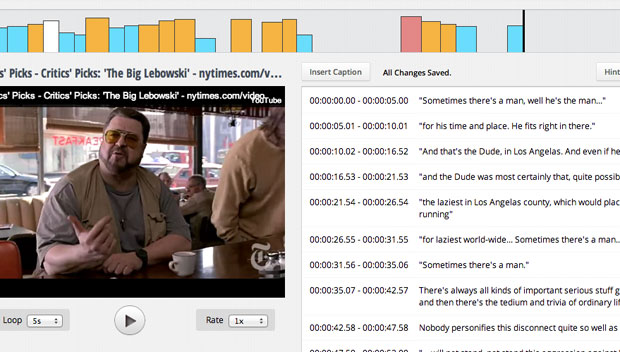 s' Picks - Critics' Picks: 'The Big Lebowski' - nytimes.com/v...
cs' Picks - Critics' Picks: 'The Big Lebowski' - nytimes.com/video
YouTube
BREAKFAST
Loop 5s
Rate 1x
Insert Caption All Changes Saved. Hint
00:00:00.00 - 00:00:05.00 "Sometimes there's a man, well he's the man..."
00:00:05.01 - 00:00:10.01 "for his time and place. He fits right in there."
00:00:10.02 - 00:00:16.52 "And that's the Dude, in Los Angelas. And even if he
00:00:16.53 - 00:00:21.53 "and the Dude was most certainly that, quite possib
00:00:21.54 - 00:00:26.54 "the laziest in Los Angelas county, which would plac
running"
00:00:26.55 - 00:00:31.55 "for laziest world-wide... Sometimes there's a man..
00:00:31.56 - 00:00:35.06 "Sometimes there's a man."
00:00:35.07 - 00:00:42.57 There's always all kinds of important serious stuff g
and then there's the tedium and trivia of ordinary lif
00:00:42.58 - 00:00:47.58 Nobody personifies this disconnect quite so well as